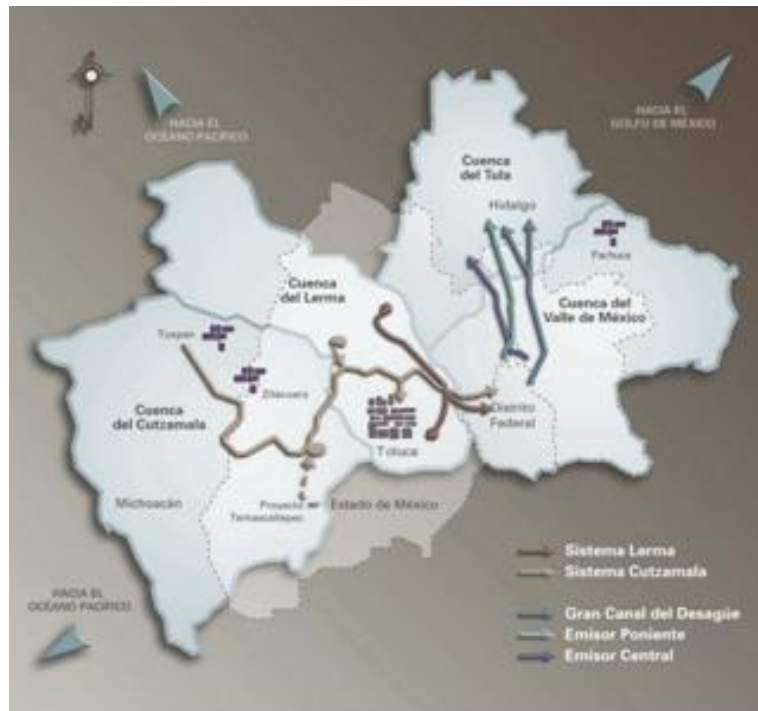 HACIA EL
OCÉANO PACÍFICO
HACIA EL
GOLFO DE MÉXICO
Cuenca
del Tula
Hidalgo
Pachuca
Cuenca
del Lerma
Cuenca del
Valle de México
Tuxpan
Zitácuaro
Cuenca
del Cutzamala
Distrito
Federal
Toluca
Michoacán
Proyecto
Temascaltepec
Estado de México
Sistema Lerma
Sistema Cutzamala
HACIA EL
OCÉANO PACÍFICO
Gran Canal del Desagüe
Emisor Poniente
Emisor Central